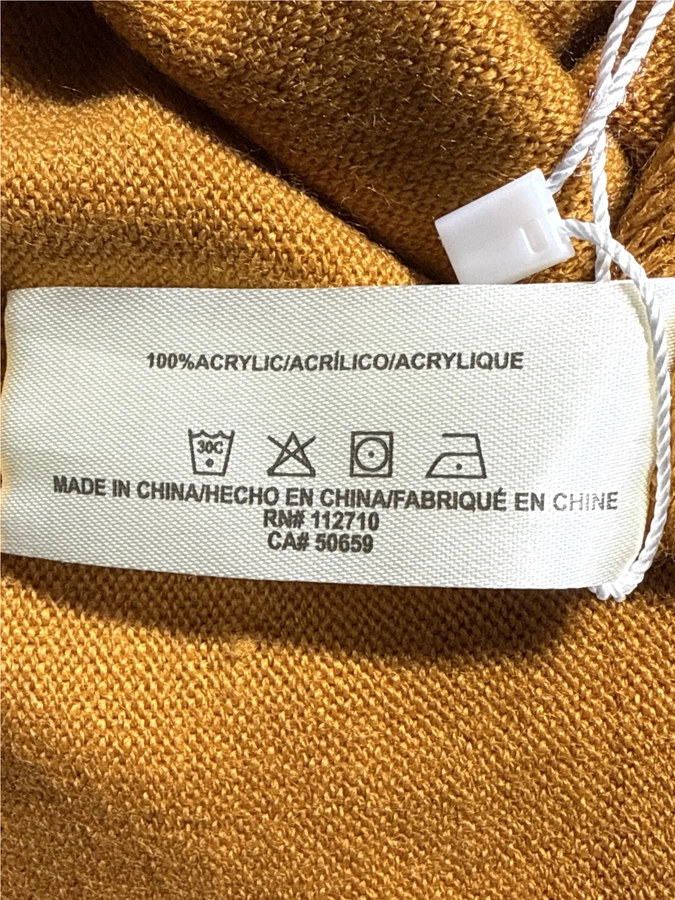 100%ACRYLIC/ACRÍLICO/ACRYLIQUE
30C
MADE IN CHINA/HECHO EN CHINA/FABRIQUÉ EN CHINE
RN# 112710
CA# 50659